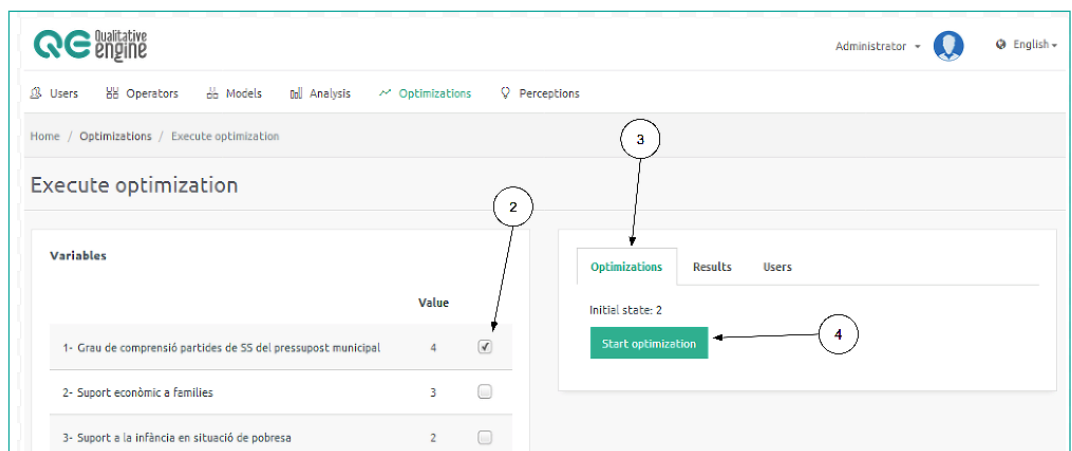 QE Qualitative engine
Administrator
English
Users Operators Models Analysis Optimizations Perceptions
Home / Optimizations / Execute optimization
3
Execute optimization
2
Variables
Optimizations Results Users
Value
Initial state: 2
Start optimization
4
1- Grau de comprensió partides de SS del pressupost municipal 4
2- Suport econòmic a famílies 3
3- Suport a la infància en situació de pobresa 2